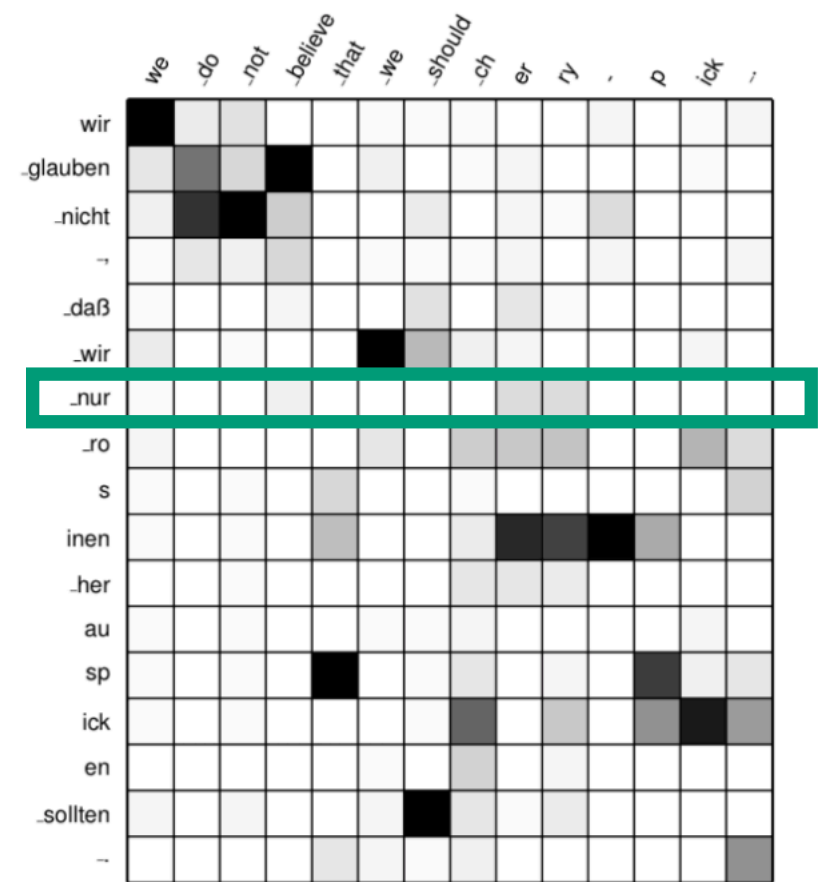 we _do _not _believe _that _we _should _ch er ry - p ick _.
wir
_glauben
_nicht
_,
_daß
_wir
_nur
_ro
s
inen
_her
au
sp
ick
en
_sollten
_.